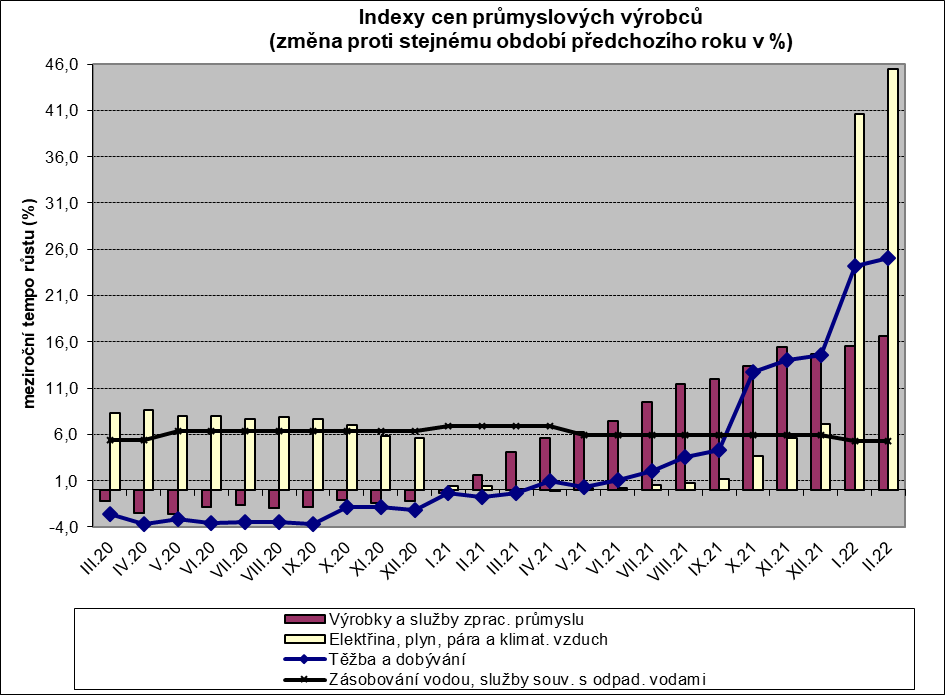 Indexy cen průmyslových výrobců
(změna proti stejnému období předchozího roku v %)
meziroční tempo růstu (%)
46,0
41,0
36,0
31,0
26,0
21,0
16,0
11,0
6,0
1,0
-4,0
III.20
IV.20
V.20
VI.20
VII.20
VIII.20
IX.20
X.20
XI.20
XII.20
I.21
II.21
III.21
IV.21
V.21
VI.21
VII.21
VIII.21
IX.21
X.21
XI.21
XII.21
I.22
II.22
Výrobky a služby zprac. průmyslu
Elektřina, plyn, pára a klimat. vzduch
Těžba a dobývání
Zásobování vodou, služby souv. s odpad. vodami